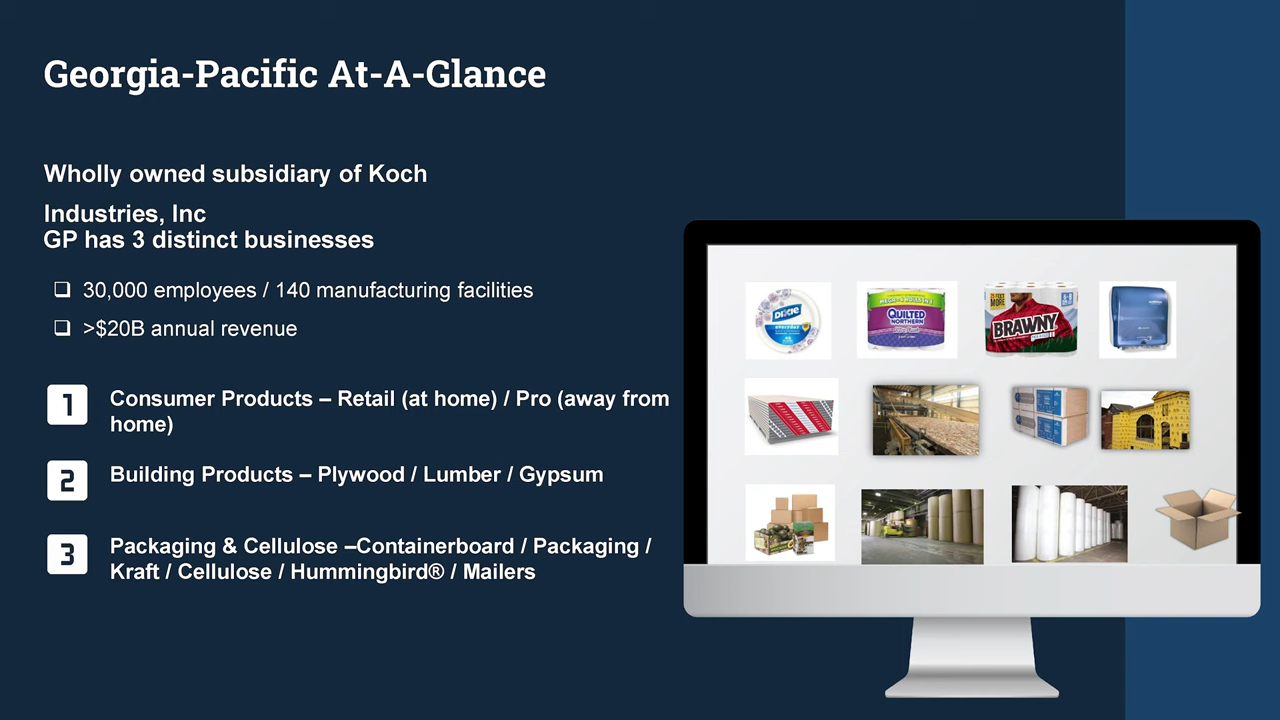 Georgia-Pacific At-A-Glance
Wholly owned subsidiary of Koch
Industries, Inc
GP has 3 distinct businesses
❑ 30,000 employees / 140 manufacturing facilities
❑ >$20B annual revenue
1 Consumer Products – Retail (at home) / Pro (away from
home)
2 Building Products – Plywood / Lumber / Gypsum
3 Packaging & Cellulose –Containerboard / Packaging /
Kraft / Cellulose / Hummingbird® / Mailers
Dixie
everyday
QUILTED
NORTHERN
MORE
BRAWNY